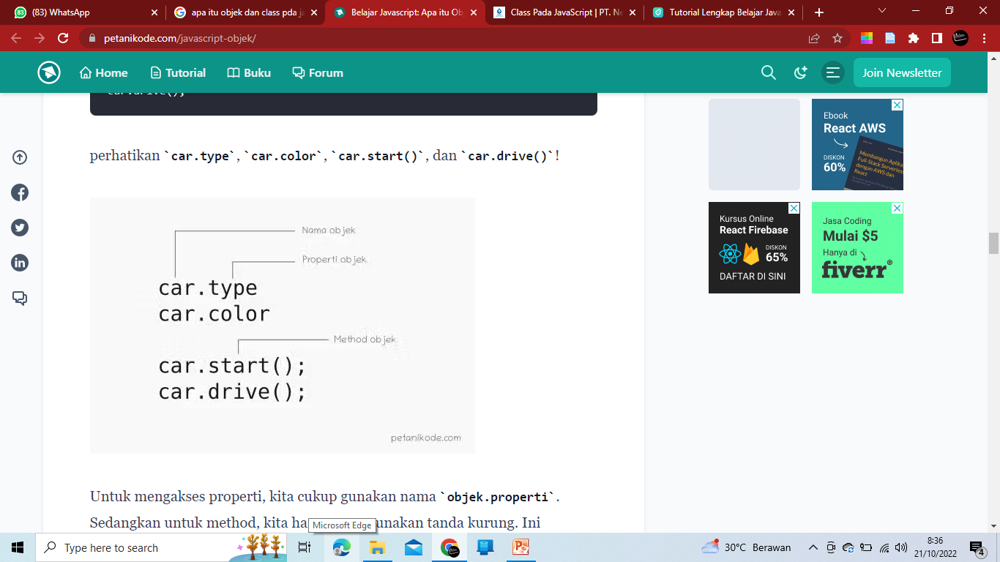 (83) WhatsApp
apa itu objek dan class pda ja
Belajar Javascript: Apa itu Ob
Class Pada JavaScript | PT. Ne
Tutorial Lengkap Belajar Java
petanikode.com/javascript-objek/
Home
Tutorial
Buku
Forum
Join Newsletter
car.drive();
perhatikan `car.type`, `car.color`, `car.start()`, dan `car.drive()`!
Nama objek
Properti objek
car.type
car.color
Method objek
car.start();
car.drive();
petanikode.com
Untuk mengakses properti, kita cukup gunakan nama `objek.properti`.
Sedangkan untuk method, kita ha unakan tanda kurung. Ini
Microsoft Edge
Ebook
React AWS
DISKON
60%
Membangun Aplika
Full-Stack Serverless
dengan AWS dan
React
Kursus Online
React Firebase
DISKON
65%
DAFTAR DI SINI
Jasa Coding
Mulai $5
Hanya di
fiverr®
Type here to search
30°C Berawan
8:36
21/10/2022
4